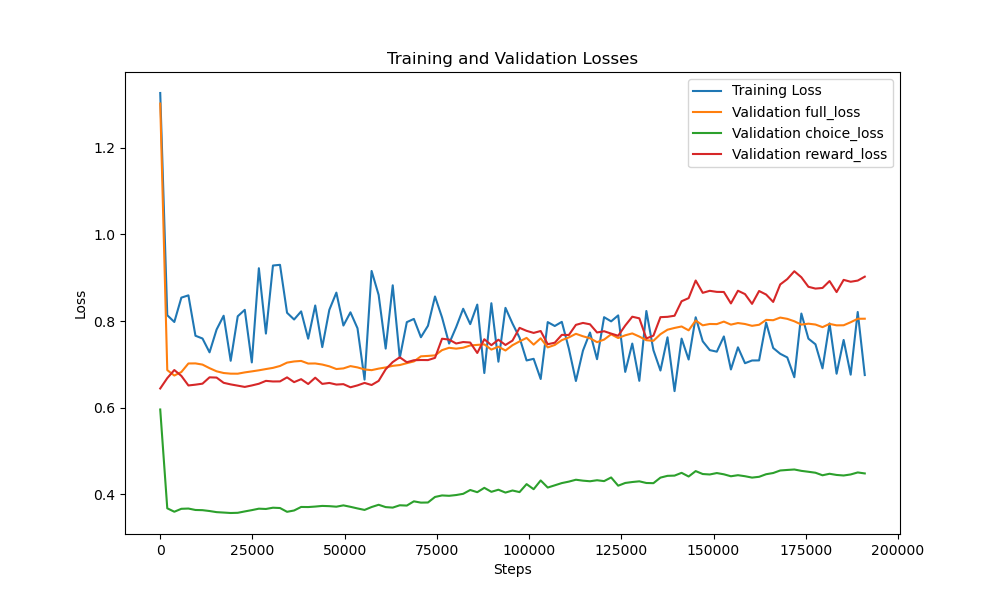 Training and Validation Losses
Training Loss
Validation full_loss
Validation choice_loss
Validation reward_loss
Loss
1.2
1.0
0.8
0.6
0.4
0 25000 50000 75000 100000 125000 150000 175000 200000
Steps